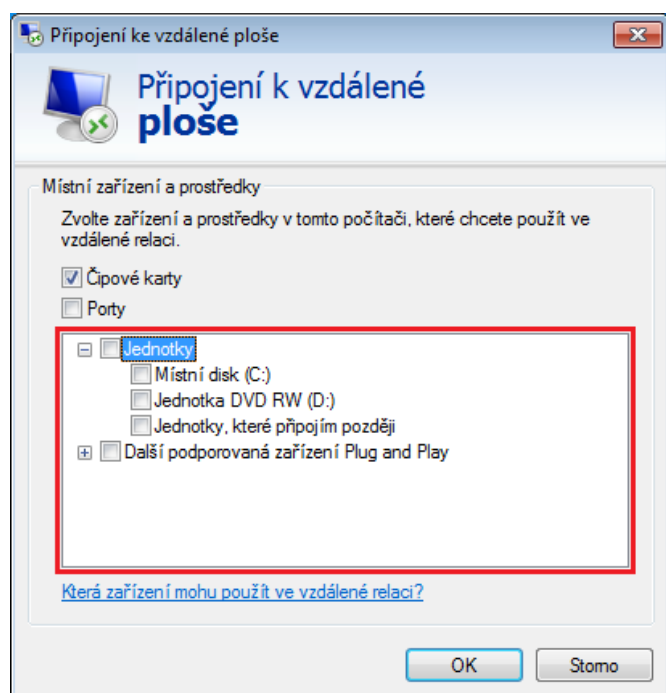 Připojení ke vzdálené ploše
Připojení k vzdálené
ploše
Místní zařízení a prostředky
Zvolte zařízení a prostředky v tomto počítači, které chcete použít ve
vzdálené relaci.
Čipové karty
Porty
Jednotky
Místní disk (C:)
Jednotka DVD RW (D:)
Jednotky, které připojím později
Další podporovaná zařízení Plug and Play
Která zařízení mohu použít ve vzdálené relaci?
OK
Storno